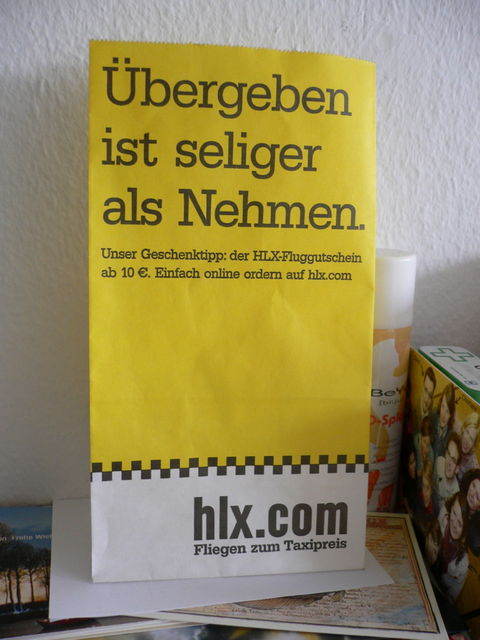 Übergeben
ist seliger
als Nehmen.
Unser Geschenktipp: der HLX-Fluggutschein
ab 10 €. Einfach online ordern auf hlx.com
hlx.com
Fliegen zum Taxipreis